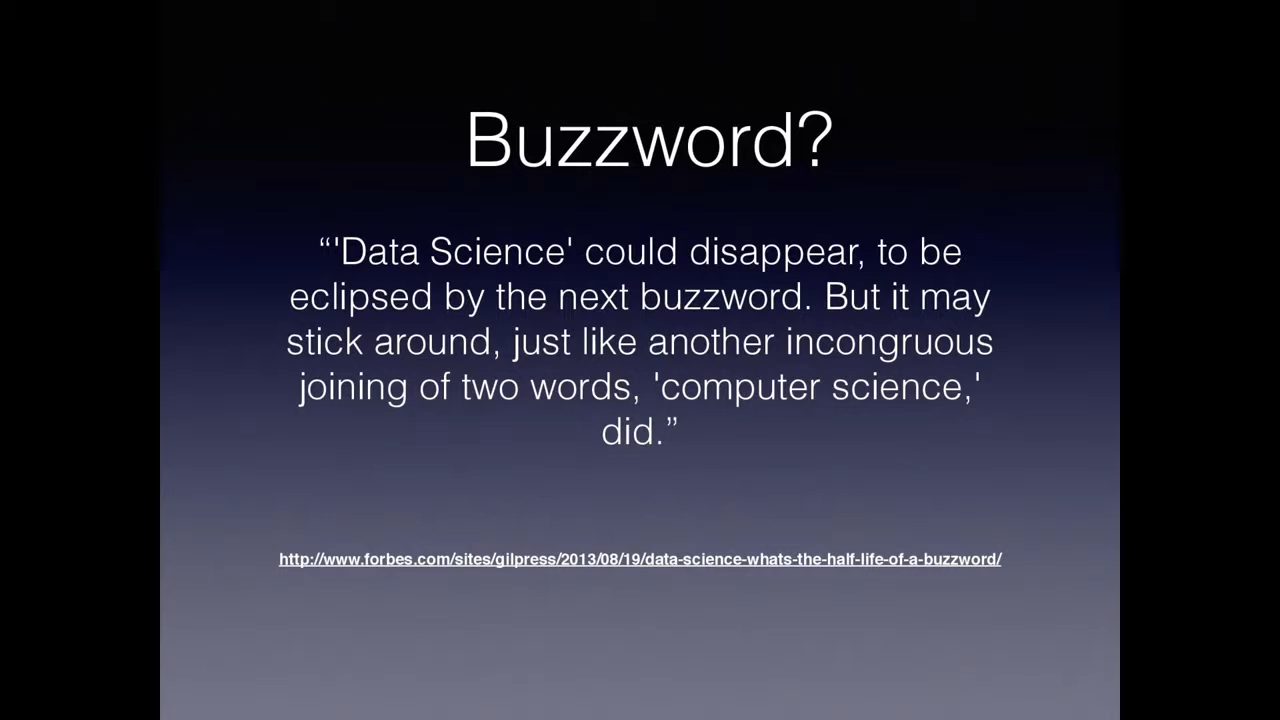 Buzzword?
“'Data Science' could disappear, to be
eclipsed by the next buzzword. But it may
stick around, just like another incongruous
joining of two words, 'computer science,'
did.”
http://www.forbes.com/sites/gilpress/2013/08/19/data-science-whats-the-half-life-of-a-buzzword/